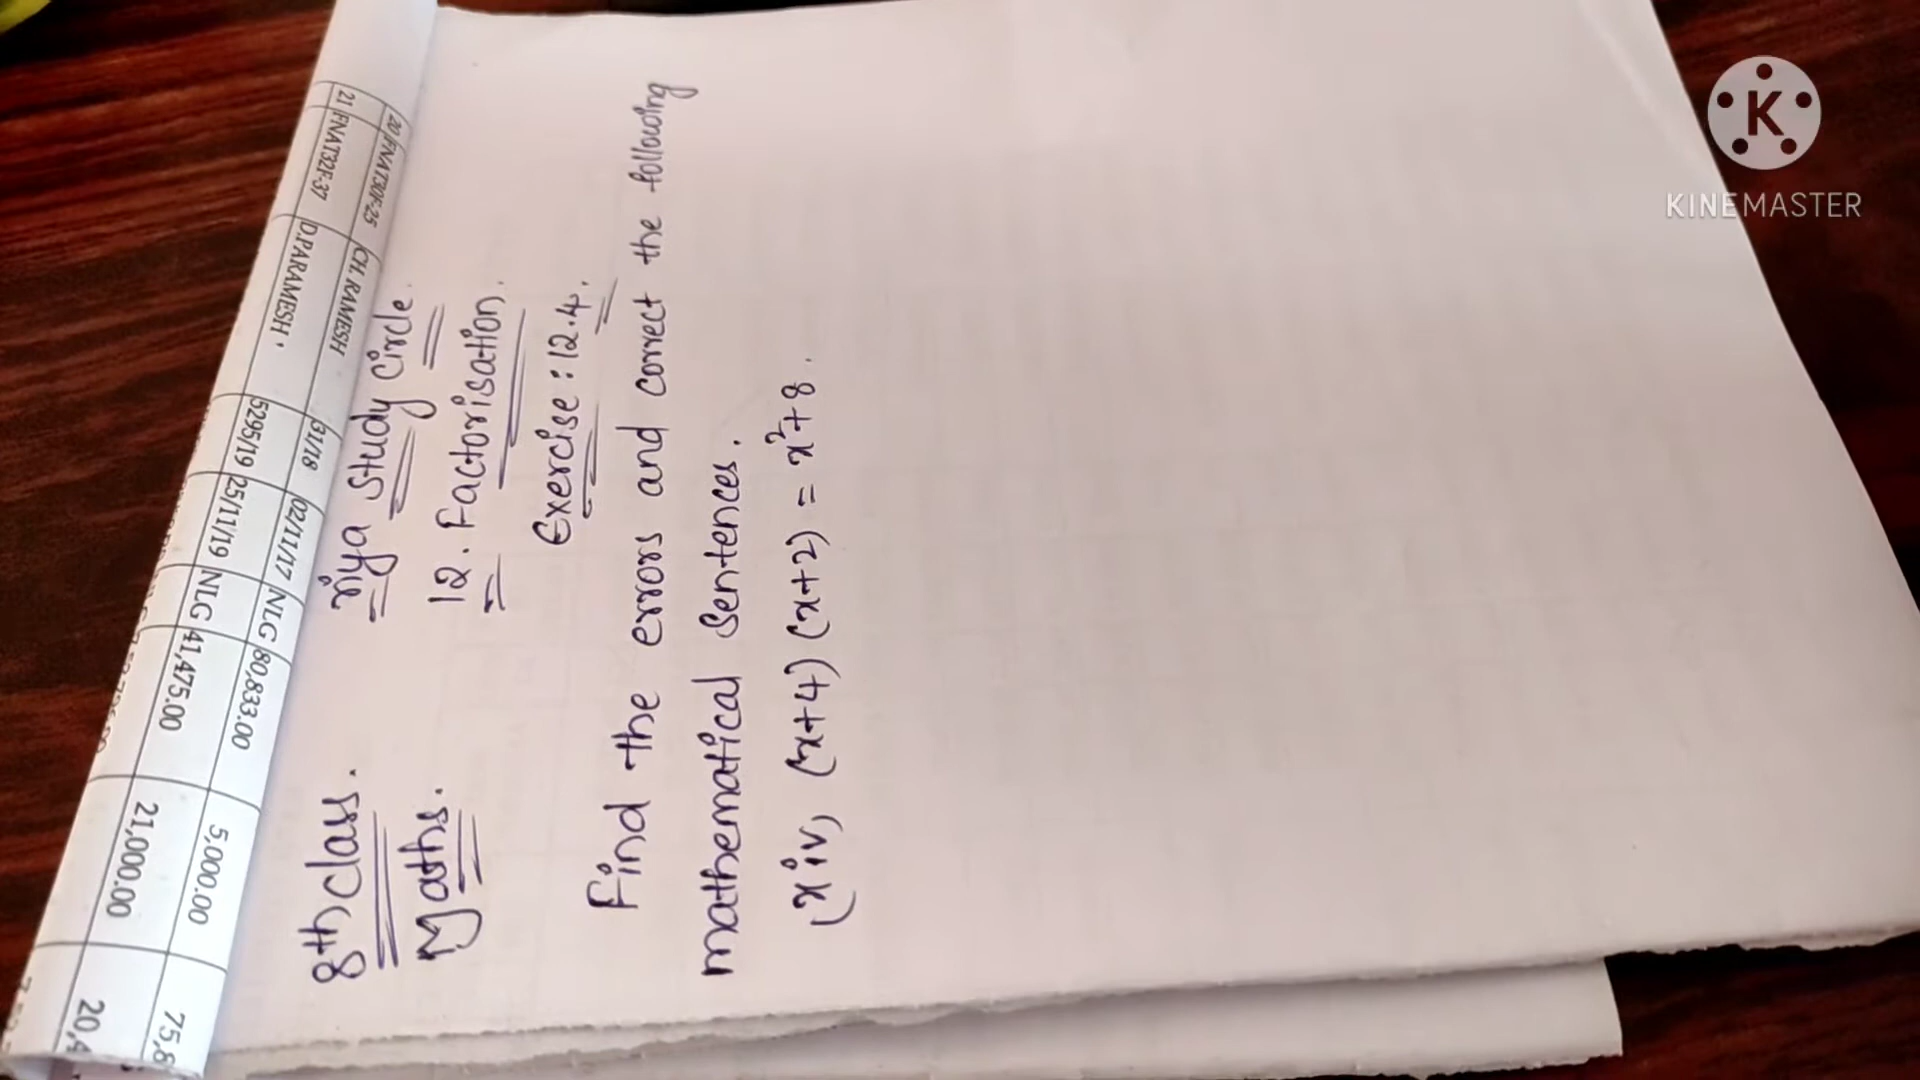 8th class.
riya study circle.
Maths.
12. Factorisation.
Exercise: 12.4.
Find the errors and correct the following
mathematical sentences.
(xiv) (x+4) (x+2) = x²+8.
20 FNAT30F-25 CH. RAMESH 31/18 02/11/17 NLG 80,833.00 5,000.00 75,8
21 FNAT32F-37 D.PARAMESH 5295/19 25/11/19 NLG 41,475.00 21,000.00 20,4
K
KINEMASTER